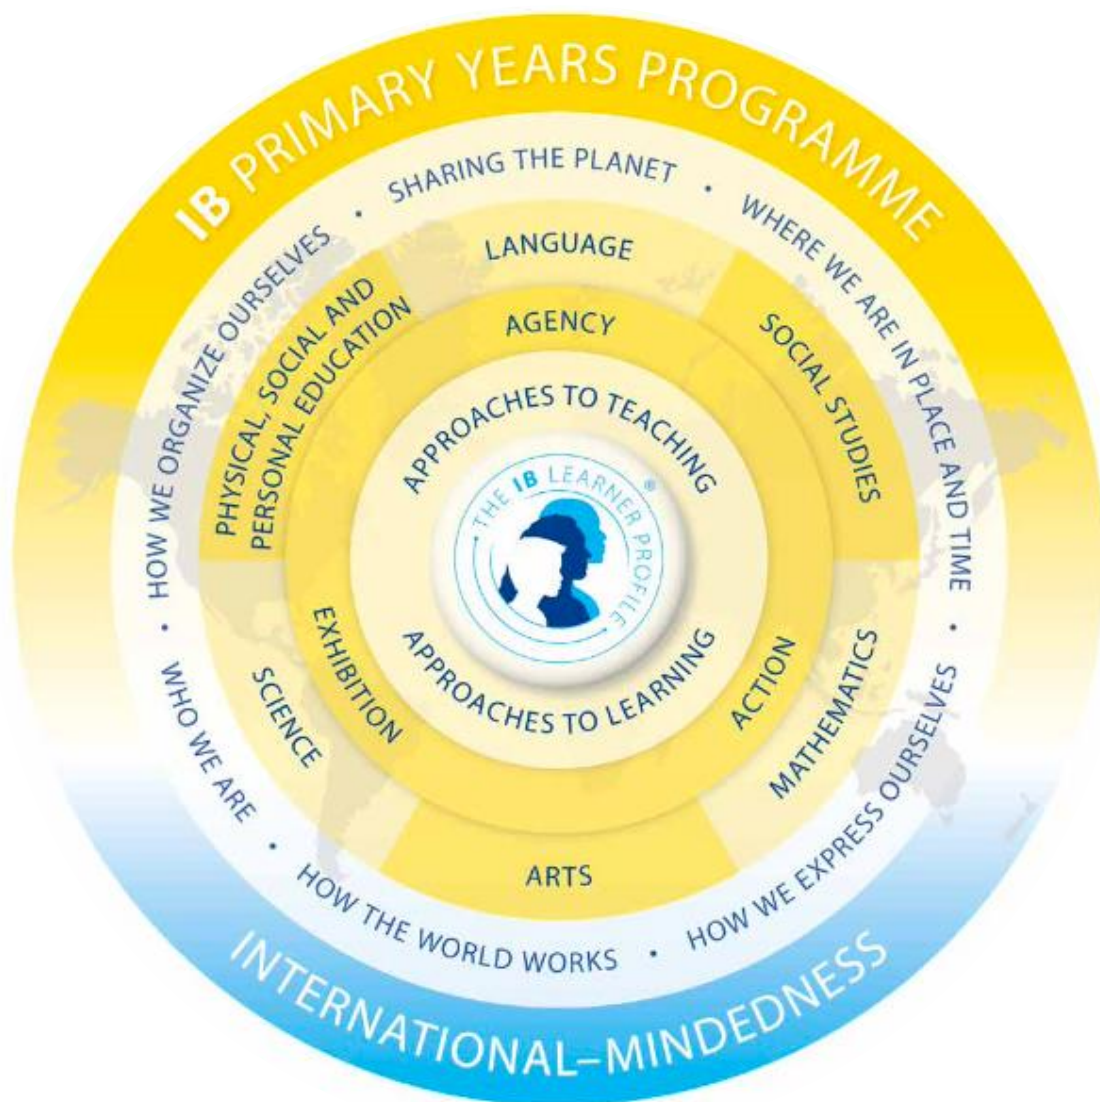 IB PRIMARY YEARS PROGRAMME
SHARING THE PLANET
•
WHERE WE ARE IN PLACE AND TIME
•
HOW WE EXPRESS OURSELVES
•
HOW THE WORLD WORKS
•
WHO WE ARE
•
HOW WE ORGANIZE OURSELVES
•
LANGUAGE
SOCIAL STUDIES
MATHEMATICS
ARTS
SCIENCE
PHYSICAL, SOCIAL AND
PERSONAL EDUCATION
AGENCY
ACTION
EXHIBITION
APPROACHES TO TEACHING
APPROACHES TO LEARNING
• THE IB LEARNER PROFILE •
®
INTERNATIONAL–MINDEDNESS